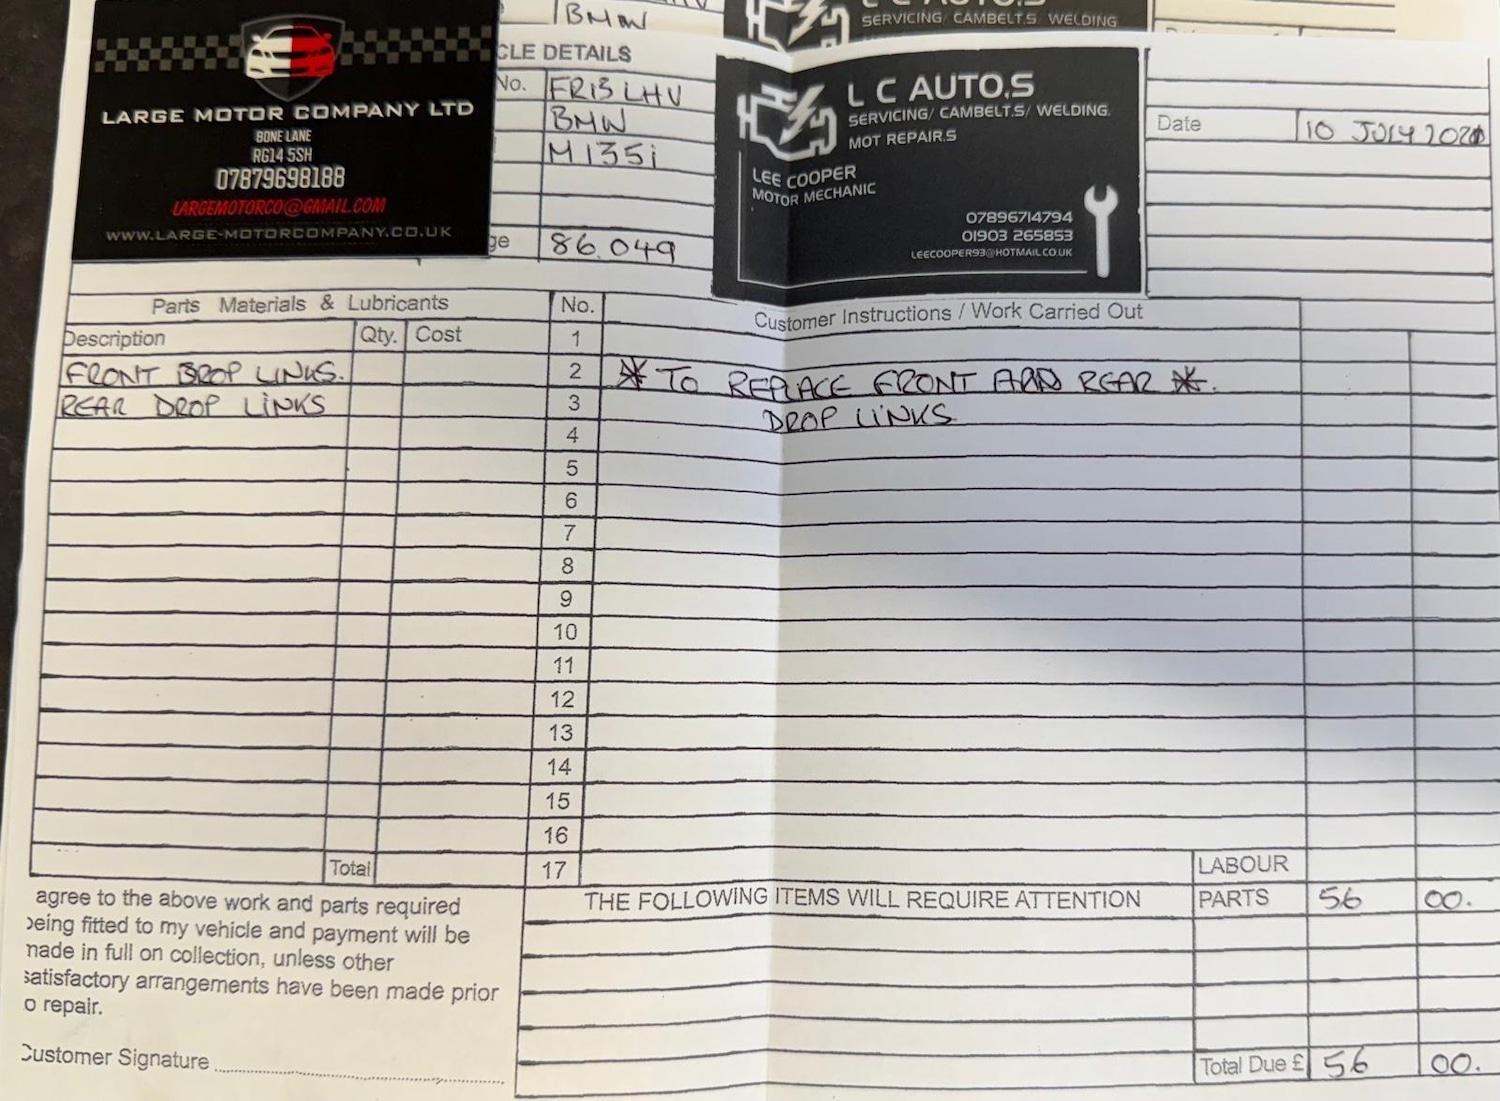 BMW
L C AUTO.S
SERVICING/ CAMBELT.S/ WELDING
LARGE MOTOR COMPANY LTD
BONE LANE
RG14 5SH
07879698188
LARGEMOTORCO@GMAIL.COM
WWW.LARGE-MOTORCOMPANY.CO.UK
CLE DETAILS
No. FR13 LHV
BMW
M135i
ge 86.049
L C AUTO.S
SERVICING/ CAMBELT.S/ WELDING.
MOT REPAIR.S
LEE COOPER
MOTOR MECHANIC
07896714794
01903 265853
LEECOOPER93@HOTMAIL.CO.UK
Date 10 JULY
Parts Materials & Lubricants No. Customer Instructions / Work Carried Out
Description Qty. Cost 1
FRONT DROP LINKS. 2 * TO REPLACE FRONT AND REAR *.
REAR DROP LINKS 3 DROP LINKS
4
5
6
7
8
9
10
11
12
13
14
15
16
Total 17 LABOUR
THE FOLLOWING ITEMS WILL REQUIRE ATTENTION PARTS 56 00.
agree to the above work and parts required
being fitted to my vehicle and payment will be
made in full on collection, unless other
satisfactory arrangements have been made prior
o repair.
Customer Signature
Total Due £ 56 00.